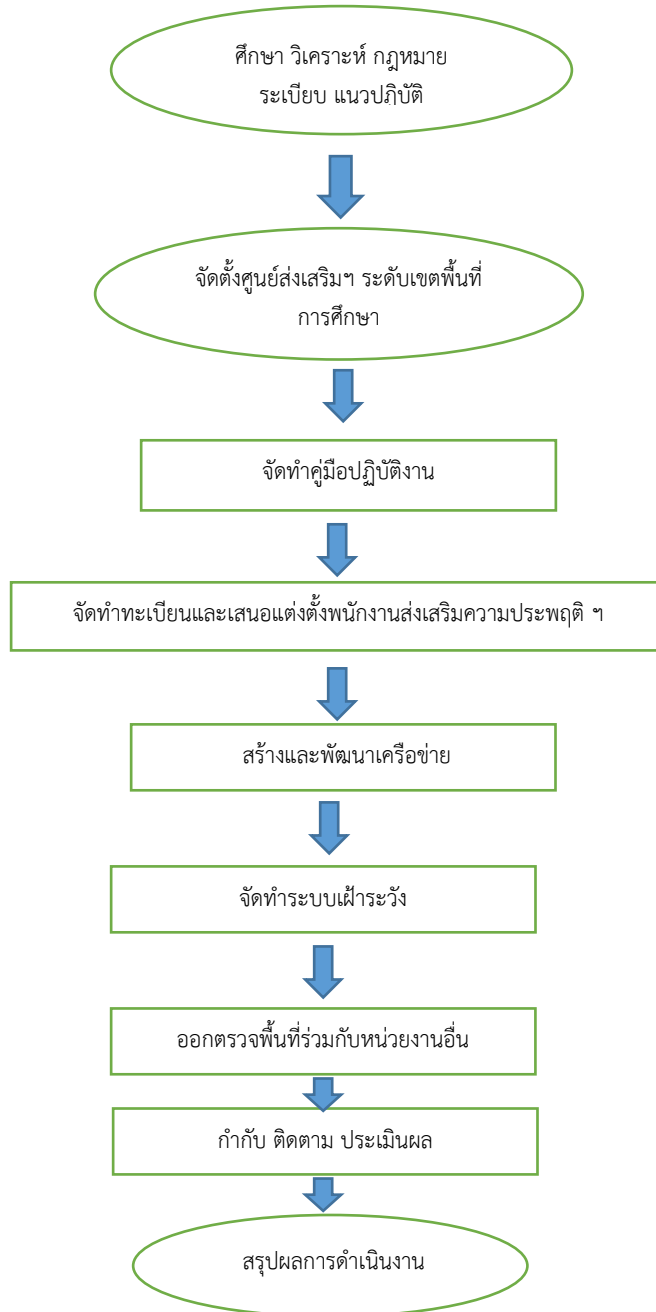 ศึกษา วิเคราะห์ กฎหมาย
ระเบียบ แนวปฏิบัติ
จัดตั้งศูนย์ส่งเสริมฯ ระดับเขตพื้นที่
การศึกษา
จัดทำคู่มือปฏิบัติงาน
จัดทำทะเบียนและเสนอแต่งตั้งพนักงานส่งเสริมความประพฤติ ฯ
สร้างและพัฒนาเครือข่าย
จัดทำระบบเฝ้าระวัง
ออกตรวจพื้นที่ร่วมกับหน่วยงานอื่น
กำกับ ติดตาม ประเมินผล
สรุปผลการดำเนินงาน